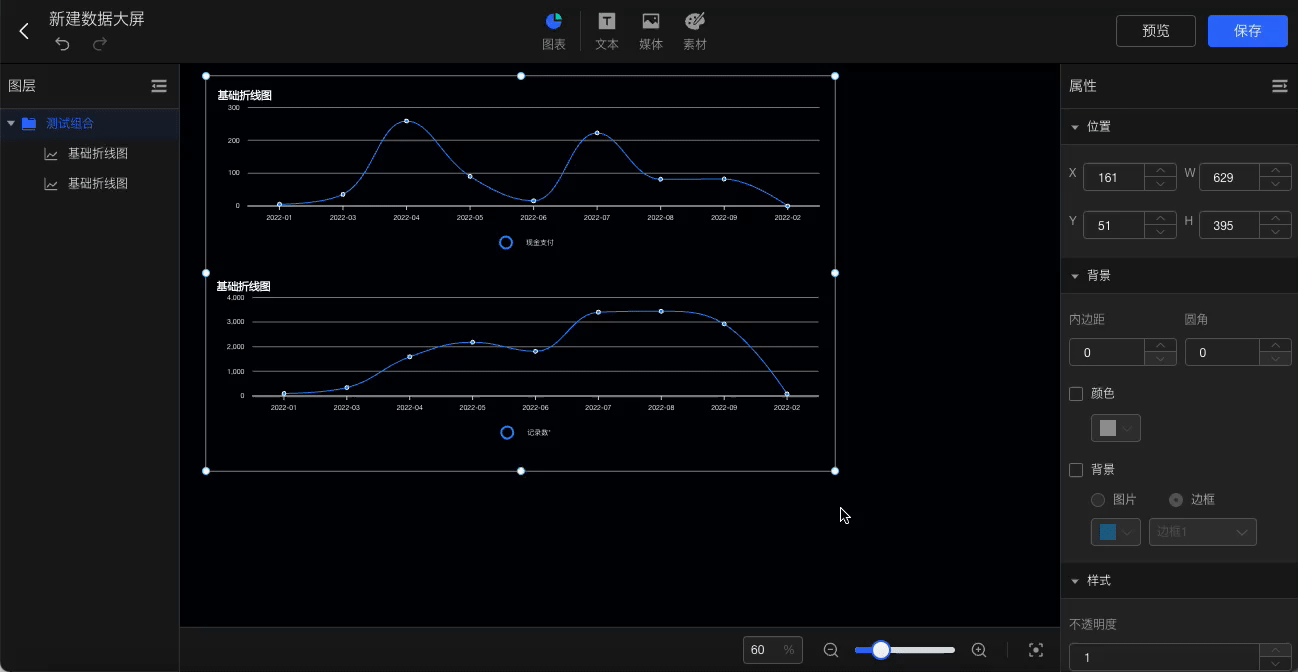 新建数据大屏
图表
文本
媒体
素材
预览
保存
图层
测试组合
基础折线图
基础折线图
基础折线图
300
200
100
0
2022-01 2022-03 2022-04 2022-05 2022-06 2022-07 2022-08 2022-09 2022-02
现金支付
基础折线图
4,000
3,000
2,000
1,000
0
2022-01 2022-03 2022-04 2022-05 2022-06 2022-07 2022-08 2022-09 2022-02
记录数*
60 %
属性
位置
X 161 W 629
Y 51 H 395
背景
内边距 圆角
0 0
颜色
背景
图片 边框
边框1
样式
不透明度
1